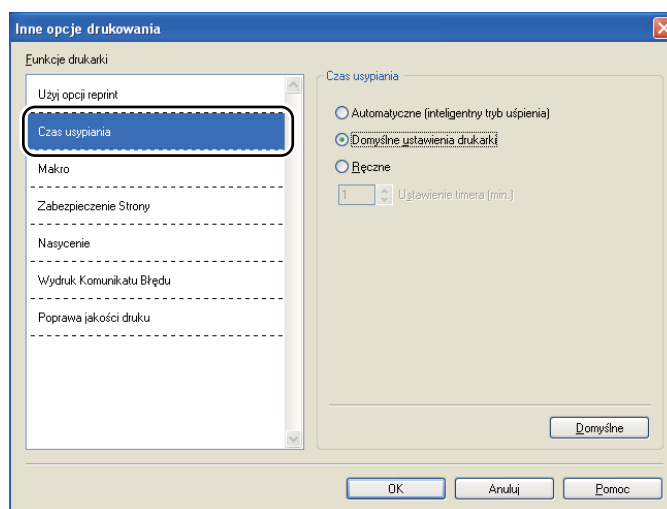 Inne opcje drukowania
Funkcje drukarki
Użyj opcji reprint
Czas usypiania
Makro
Zabezpieczenie Strony
Nasycenie
Wydruk Komunikatu Błędu
Poprawa jakości druku
Czas usypiania
Automatyczne (inteligentny tryb uśpienia)
Domyślne ustawienia drukarki
Ręczne
1 Ustawienie timera (min.)
Domyślne
OK Anuluj Pomoc